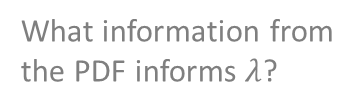 What information from
the PDF informs λ?